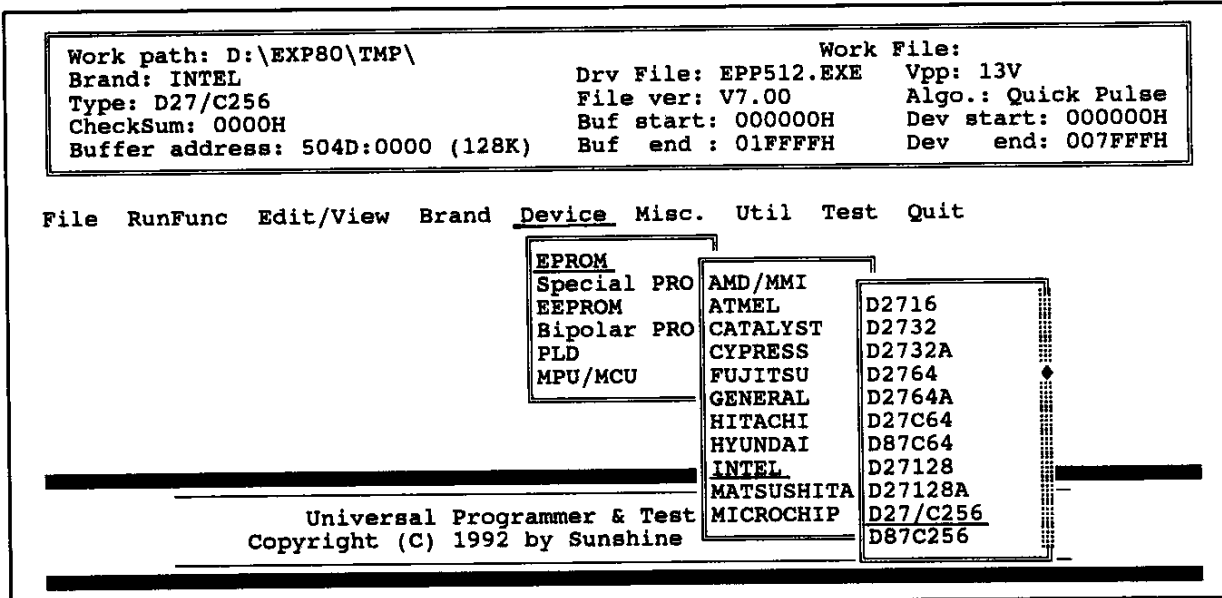 Work path: D:\EXP80\TMP\ Work File:
Brand: INTEL Drv File: EPP512.EXE Vpp: 13V
Type: D27/C256 File ver: V7.00 Algo.: Quick Pulse
CheckSum: 0000H Buf start: 000000H Dev start: 000000H
Buffer address: 504D:0000 (128K) Buf end : 01FFFFH Dev end: 007FFFH
File RunFunc Edit/View Brand Device Misc. Util Test Quit
EPROM
Special PRO
EEPROM
Bipolar PRO
PLD
MPU/MCU
AMD/MMI
ATMEL
CATALYST
CYPRESS
FUJITSU
GENERAL
HITACHI
HYUNDAI
INTEL
MATSUSHITA
MICROCHIP
D2716
D2732
D2732A
D2764
D2764A
D27C64
D87C64
D27128
D27128A
D27/C256
D87C256
Universal Programmer & Test
Copyright (C) 1992 by Sunshine